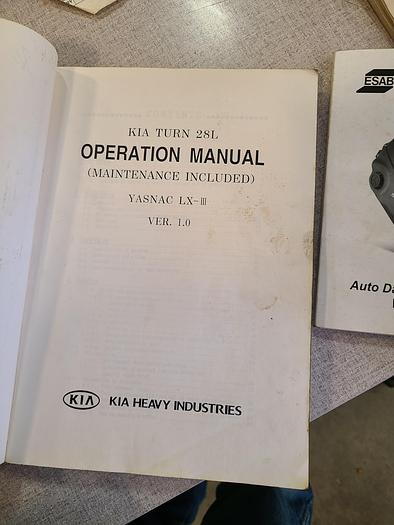 KIA TURN 28L
OPERATION MANUAL
(MAINTENANCE INCLUDED)
YASNAC LX-Ⅲ
VER. 1.0
KIA KIA HEAVY INDUSTRIES
ESAB
Auto Da